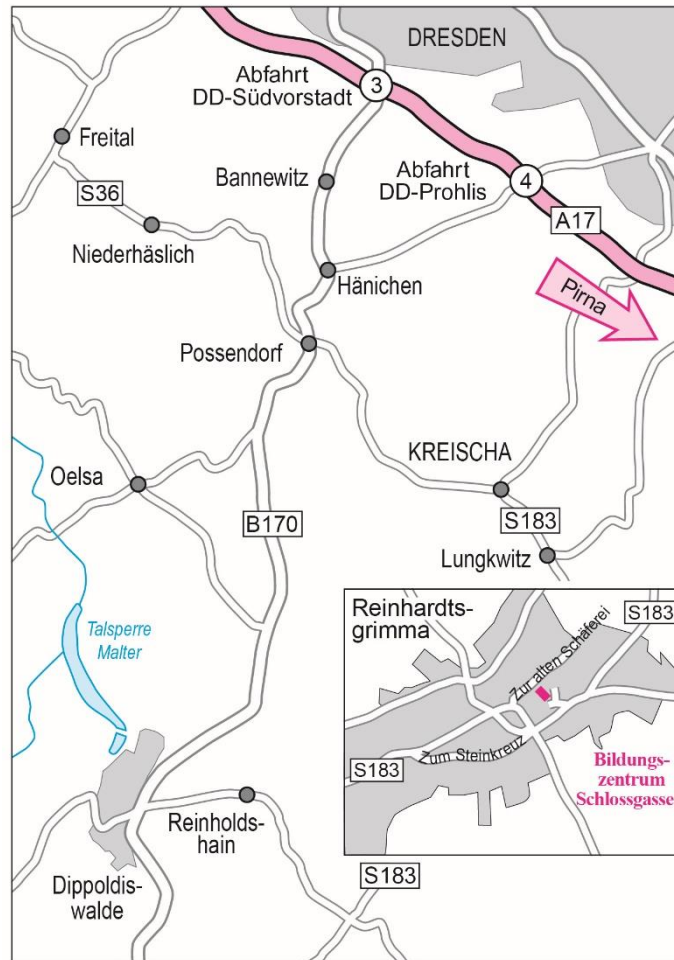 DRESDEN
Abfahrt
DD-Südvorstadt
3
Freital
Bannewitz
Abfahrt
DD-Prohlis
4
S36
A17
Niederhäslich
Hänichen
Pirna
Possendorf
KREISCHA
Oelsa
B170
S183
Lungkwitz
Talsperre
Malter
Reinhardts-
grimma
S183
Zur alten Schäferei
Zum Steinkreuz
S183
Bildungs-
zentrum
Schlossgasse
Reinholds-
hain
S183
Dippoldis-
walde